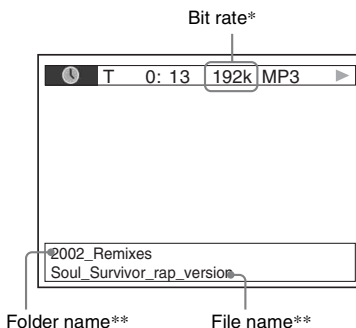 Bit rate*
T 0: 13 192k MP3
2002_Remixes
Soul_Survivor_rap_version
Folder name** File name**